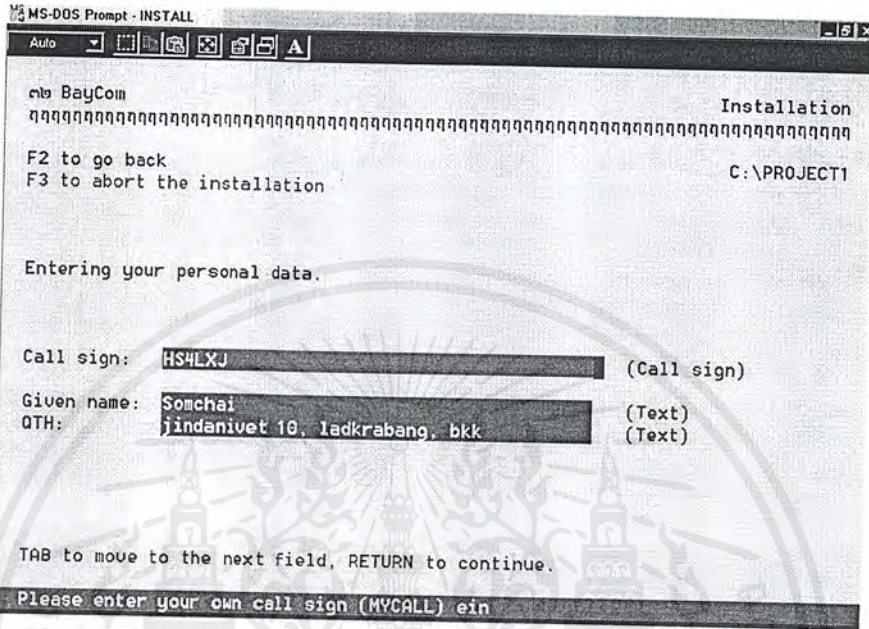 MS-DOS Prompt - INSTALL
Auto
BayCom
Installation
F2 to go back
C:\PROJECT1
F3 to abort the installation
Entering your personal data.
Call sign: HS4LXJ (Call sign)
Given name: Somchai (Text)
QTH: jindanivet 10, ladkrabang, bkk (Text)
TAB to move to the next field, RETURN to continue.
Please enter your own call sign (MYCALL) ein